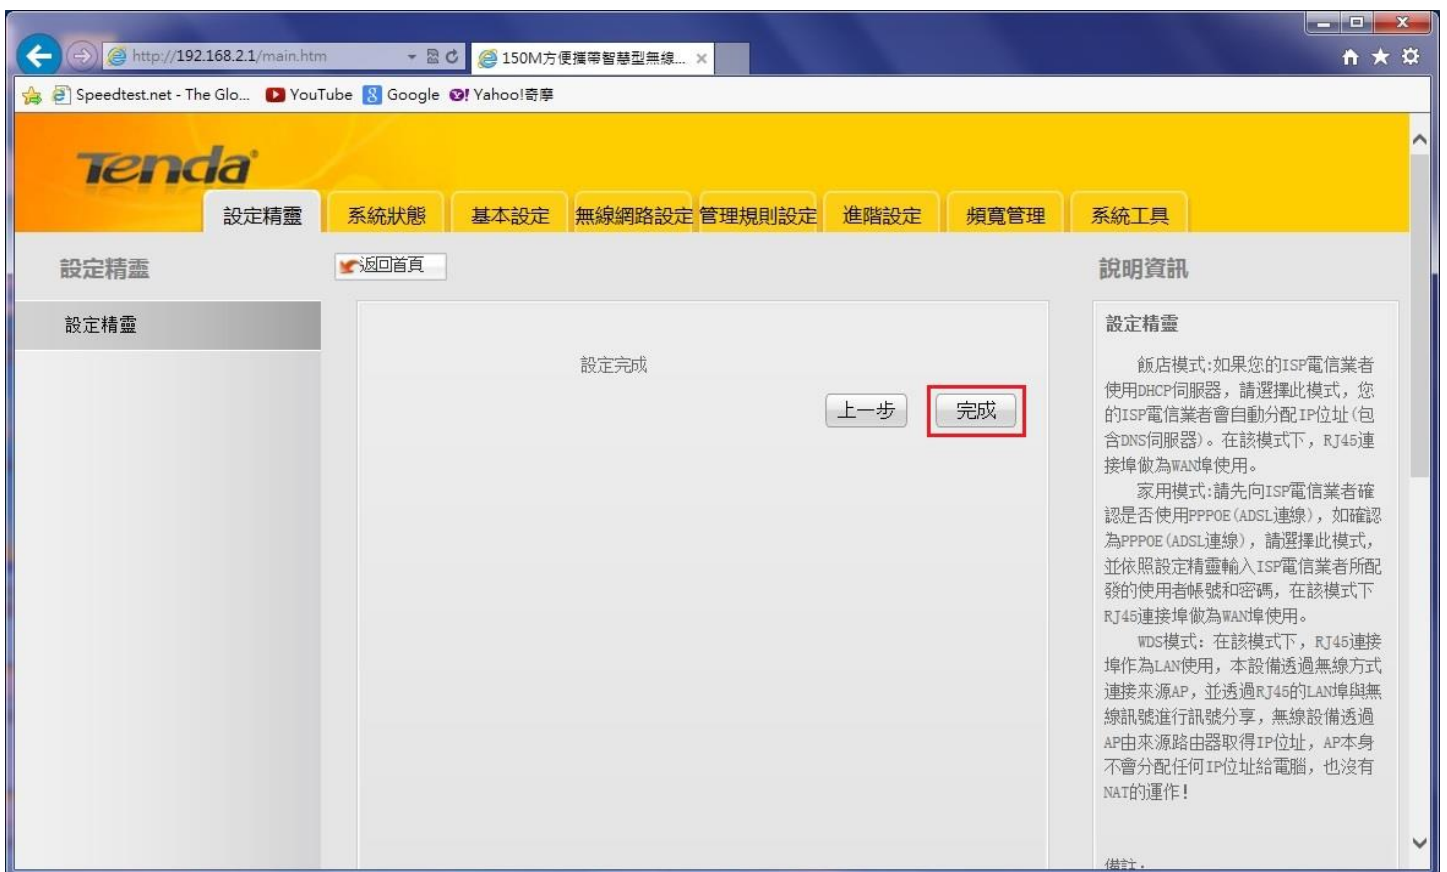 http://192.168.2.1/main.htm
150M方便攜帶智慧型無線...
Speedtest.net - The Glo...
YouTube
Google
Yahoo!奇摩
Tenda
設定精靈
系統狀態
基本設定
無線網路設定
管理規則設定
進階設定
頻寬管理
系統工具
設定精靈
設定精靈
返回首頁
設定完成
上一步
完成
說明資訊
設定精靈
飯店模式:如果您的ISP電信業者
使用DHCP伺服器，請選擇此模式，您
的ISP電信業者會自動分配IP位址(包
含DNS伺服器)。在該模式下，RJ45連
接埠做為WAN埠使用。
家用模式:請先向ISP電信業者確
認是否使用PPPOE(ADSL連線)，如確認
為PPPOE(ADSL連線)，請選擇此模式，
並依照設定精靈輸入ISP電信業者所配
發的使用者帳號和密碼，在該模式下
RJ45連接埠做為WAN埠使用。
WDS模式：在該模式下，RJ45連接
埠作為LAN使用，本設備透過無線方式
連接來源AP，並透過RJ45的LAN埠與無
線訊號進行訊號分享，無線設備透過
AP由來源路由器取得IP位址，AP本身
不會分配任何IP位址給電腦，也沒有
NAT的運作！